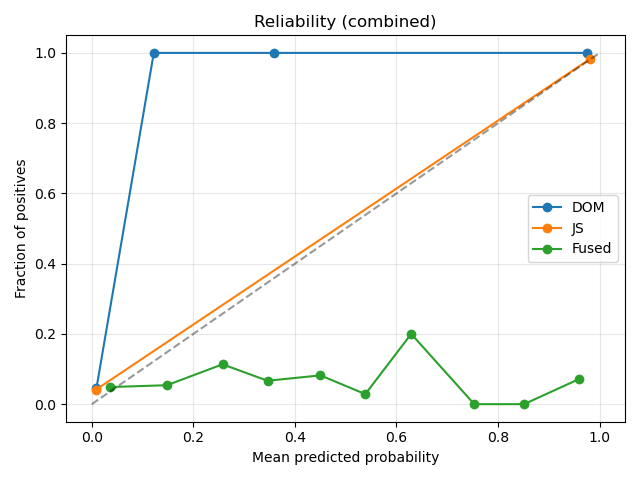 Reliability (combined)
Fraction of positives
1.0
0.8
0.6
0.4
0.2
0.0
DOM
JS
Fused
0.0 0.2 0.4 0.6 0.8 1.0
Mean predicted probability